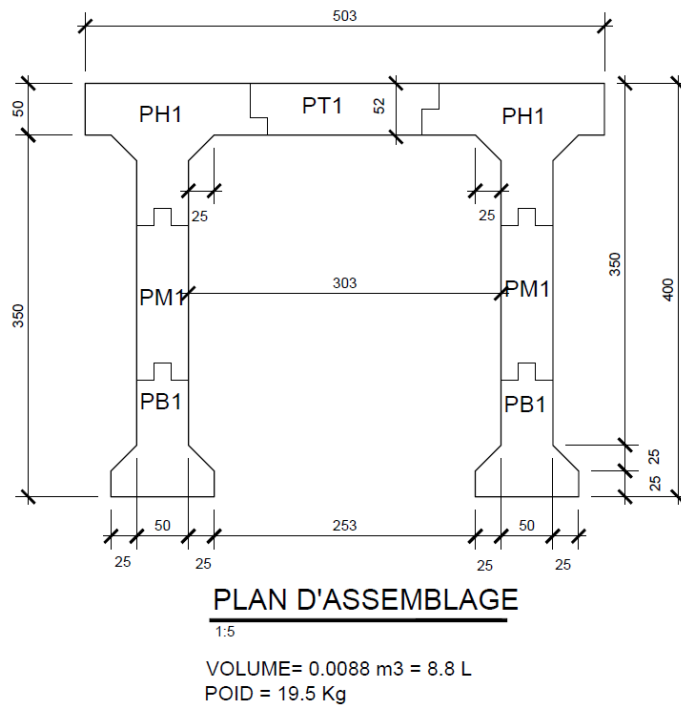 503
50
PH1
PT1
52
PH1
25
25
350
PM1
303
PM1
350
400
PB1
PB1
25
25
50
253
50
25
25
25
25
PLAN D'ASSEMBLAGE
1:5
VOLUME= 0.0088 m3 = 8.8 L
POID = 19.5 Kg